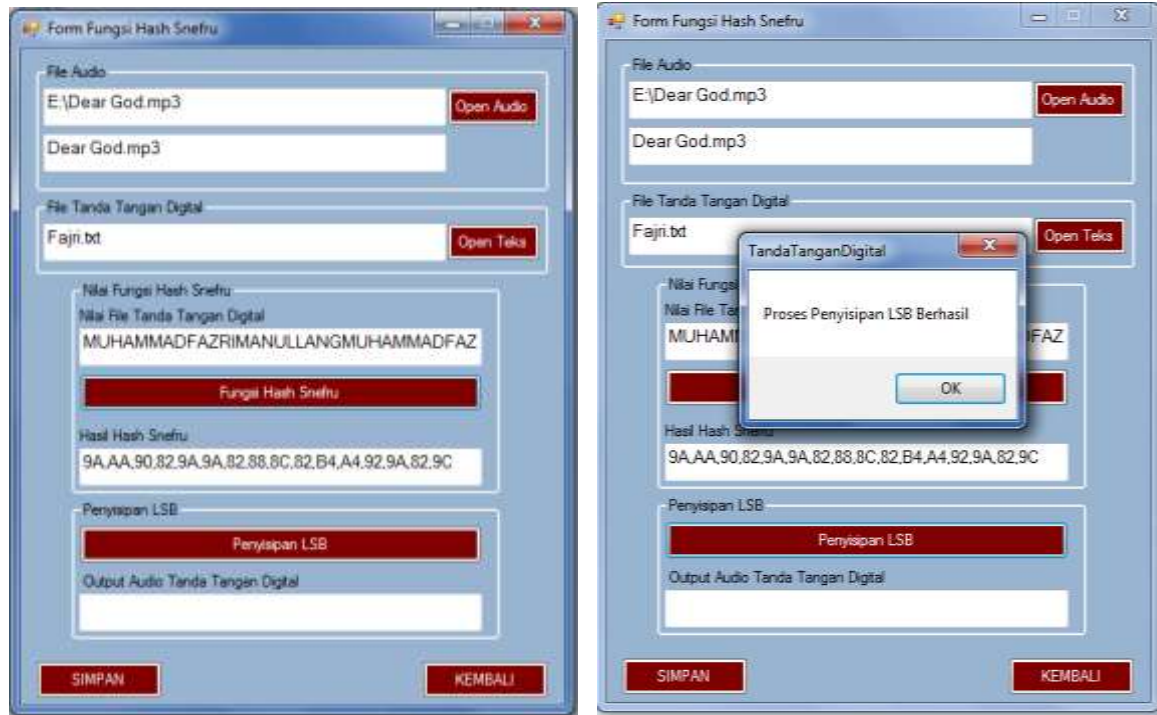 Form Fungsi Hash Snefru
File Audio
E:\Dear God.mp3
Open Audio
Dear God.mp3
File Tanda Tangan Digital
Fajri.txt
Open Teks
Nilai Fungsi Hash Snefru
Nilai File Tanda Tangan Digital
MUHAMMADFAZRIMANULLANGMUHAMMADFAZ
Fungsi Hash Snefru
Hasil Hash Snefru
9A,AA,90,82,9A,9A,82,88,8C,82,B4,A4,92,9A,82,9C
Penyisipan LSB
Penyisipan LSB
Output Audio Tanda Tangan Digital
SIMPAN
KEMBALI
Form Fungsi Hash Snefru
File Audio
E:\Dear God.mp3
Open Audio
Dear God.mp3
File Tanda Tangan Digital
Fajri.txt
Open Teks
TandaTanganDigital
Proses Penyisipan LSB Berhasil
OK
Nilai Fungsi
Nilai File Tan
MUHAM
FAZ
Hasil Hash Snefru
9A,AA,90,82,9A,9A,82,88,8C,82,B4,A4,92,9A,82,9C
Penyisipan LSB
Penyisipan LSB
Output Audio Tanda Tangan Digital
SIMPAN
KEMBALI